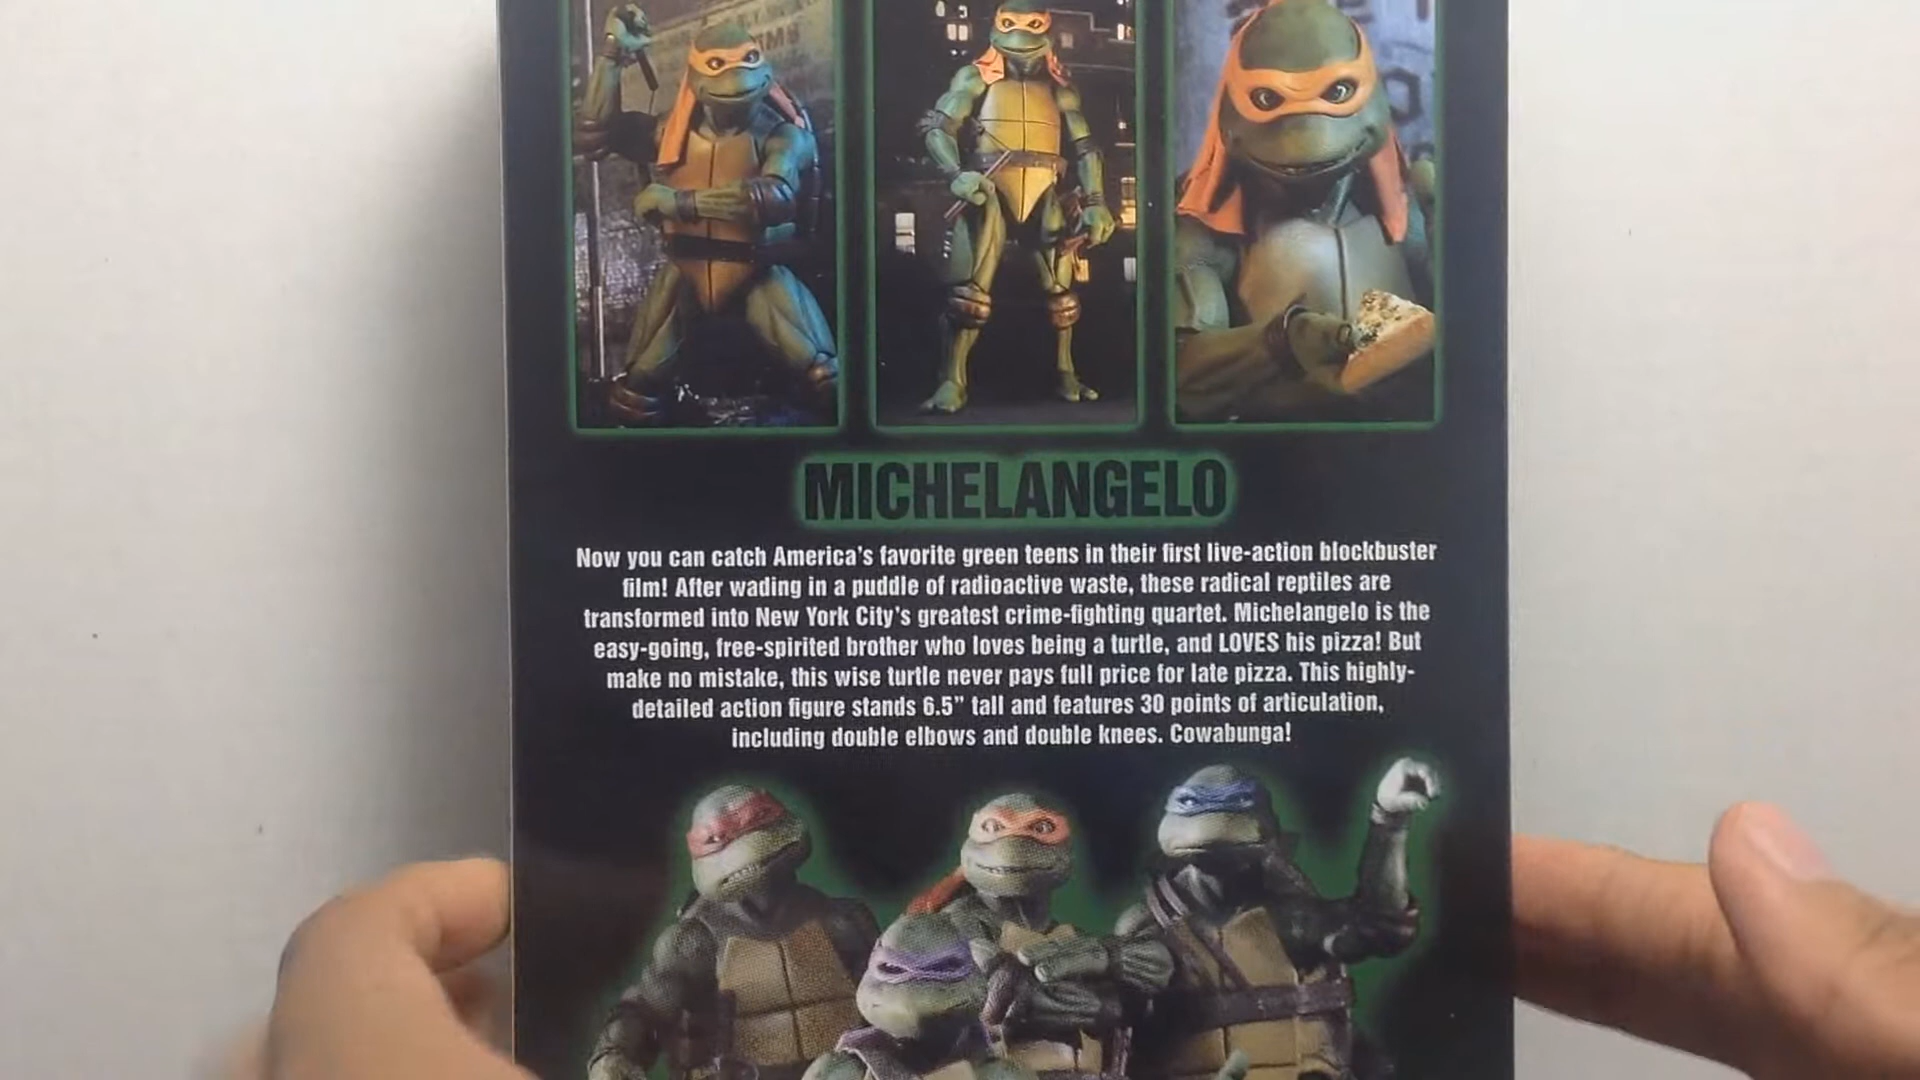 MICHELANGELO
Now you can catch America's favorite green teens in their first live-action blockbuster
film! After wading in a puddle of radioactive waste, these radical reptiles are
transformed into New York City's greatest crime-fighting quartet. Michelangelo is the
easy-going, free-spirited brother who loves being a turtle, and LOVES his pizza! But
make no mistake, this wise turtle never pays full price for late pizza. This highly-
detailed action figure stands 6.5” tall and features 30 points of articulation,
including double elbows and double knees. Cowabunga!